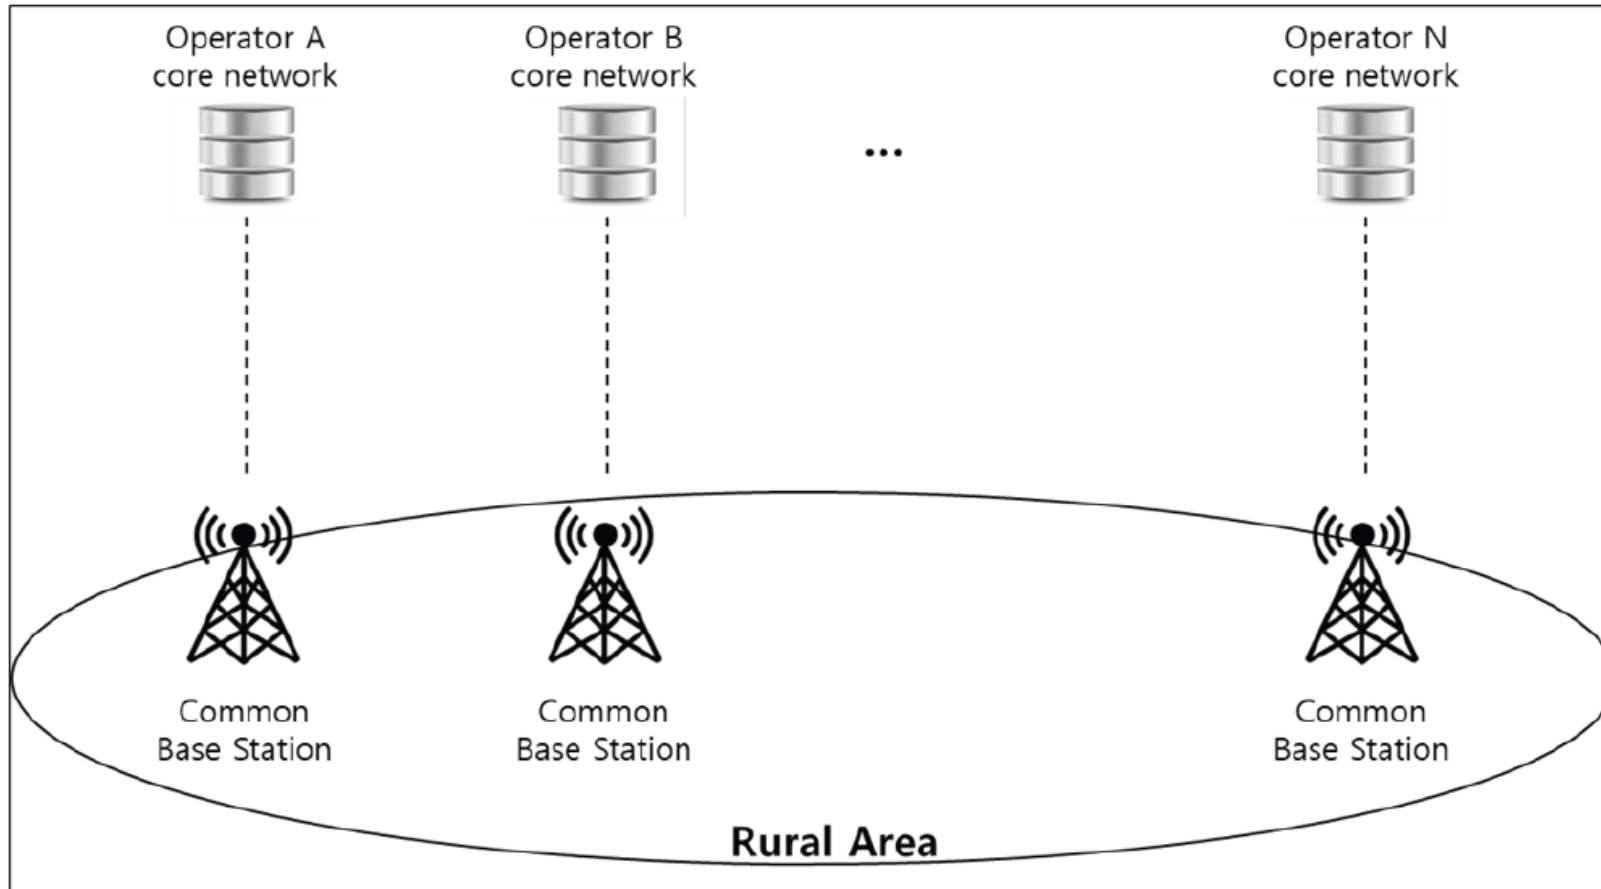 Operator A
core network
Operator B
core network
...
Operator N
core network
Common
Base Station
Common
Base Station
Common
Base Station
Rural Area